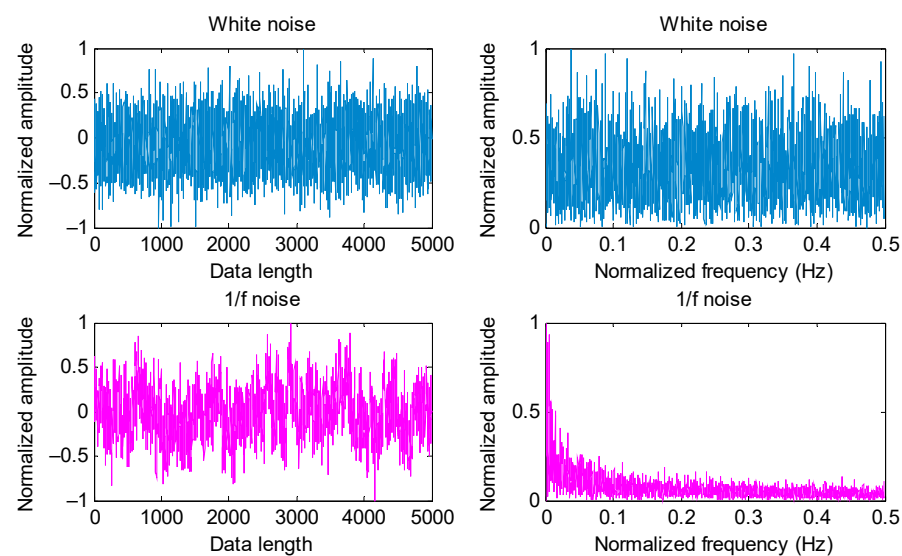 White noise
Normalized amplitude
1
0.5
0
–0.5
–1
0 1000 2000 3000 4000 5000
Data length
White noise
Normalized amplitude
1
0.5
0
0 0.1 0.2 0.3 0.4 0.5
Normalized frequency (Hz)
1/f noise
Normalized amplitude
1
0.5
0
–0.5
–1
0 1000 2000 3000 4000 5000
Data length
1/f noise
Normalized amplitude
1
0.5
0
0 0.1 0.2 0.3 0.4 0.5
Normalized frequency (Hz)